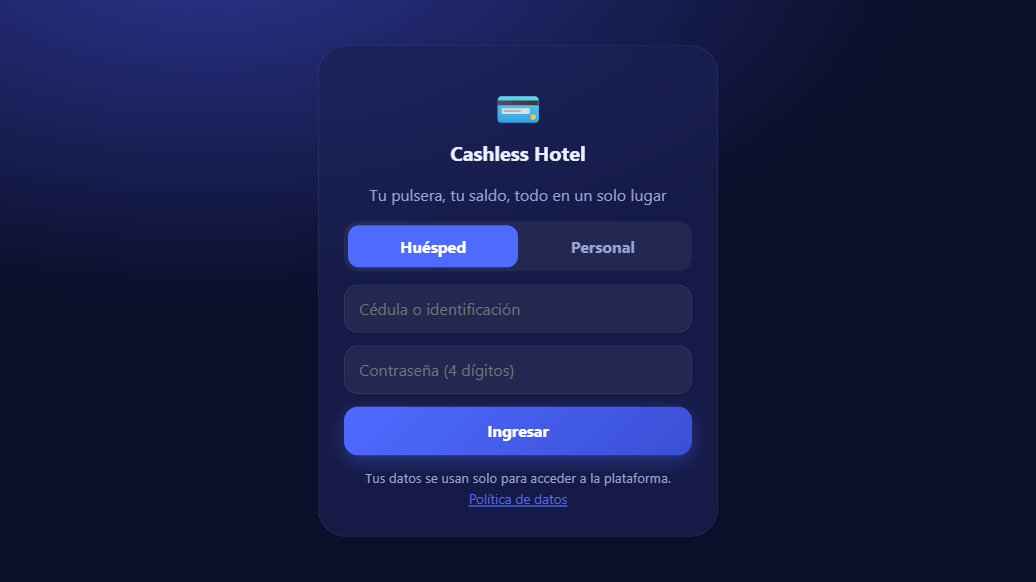 Cashless Hotel
Tu pulsera, tu saldo, todo en un solo lugar
Huésped Personal
Cédula o identificación
Contraseña (4 dígitos)
Ingresar
Tus datos se usan solo para acceder a la plataforma.
Política de datos